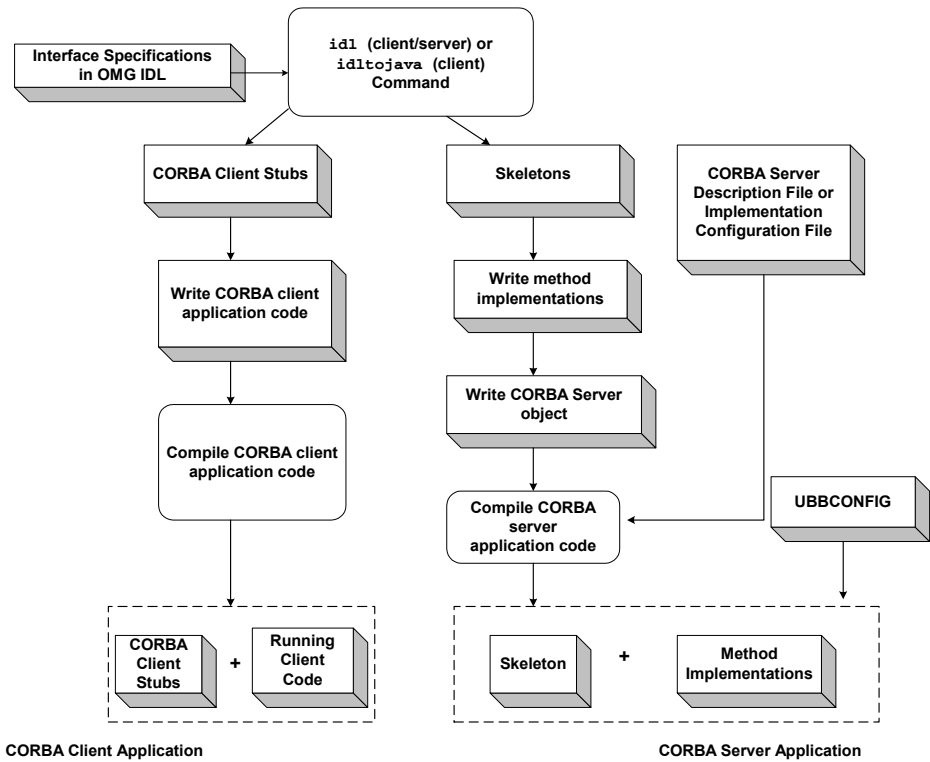 Interface Specifications
in OMG IDL
idl (client/server) or
idltojava (client)
Command
CORBA Client Stubs
Skeletons
CORBA Server
Description File or
Implementation
Configuration File
Write CORBA client
application code
Write method
implementations
Write CORBA Server
object
Compile CORBA client
application code
Compile CORBA
server
application code
UBBCONFIG
CORBA
Client
Stubs
+
Running
Client
Code
Skeleton
+
Method
Implementations
CORBA Client Application
CORBA Server Application